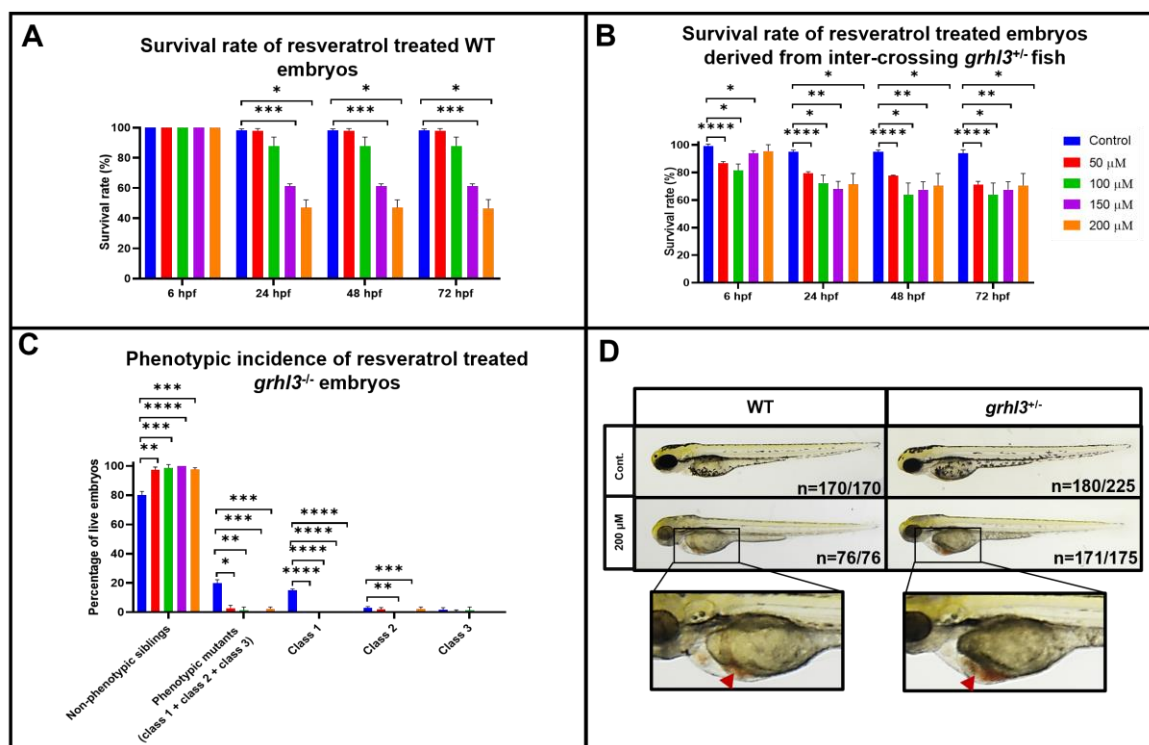 A
Survival rate of resveratrol treated WT
embryos
*
***
*
***
*
***
Survival rate (%)
100
80
60
40
20
0
6 hpf
24 hpf
48 hpf
72 hpf
B
Survival rate of resveratrol treated embryos
derived from inter-crossing grhl3+/- fish
*
*
****
*
**
*
****
*
**
*
****
*
**
*
****
Survival rate (%)
100
80
60
40
20
0
6 hpf
24 hpf
48 hpf
72 hpf
Control
50 μM
100 μM
150 μM
200 μM
C
Phenotypic incidence of resveratrol treated
grhl3-/- embryos
***
****
***
**
***
***
**
*
****
****
****
****
***
**
Percentage of live embryos
100
80
60
40
20
0
Non-phenotypic siblings
Phenotypic mutants
(class 1 + class 2 + class 3)
Class 1
Class 2
Class 3
D
WT
grhl3+/-
Cont.
n=170/170
n=180/225
200 μM
n=76/76
n=171/175